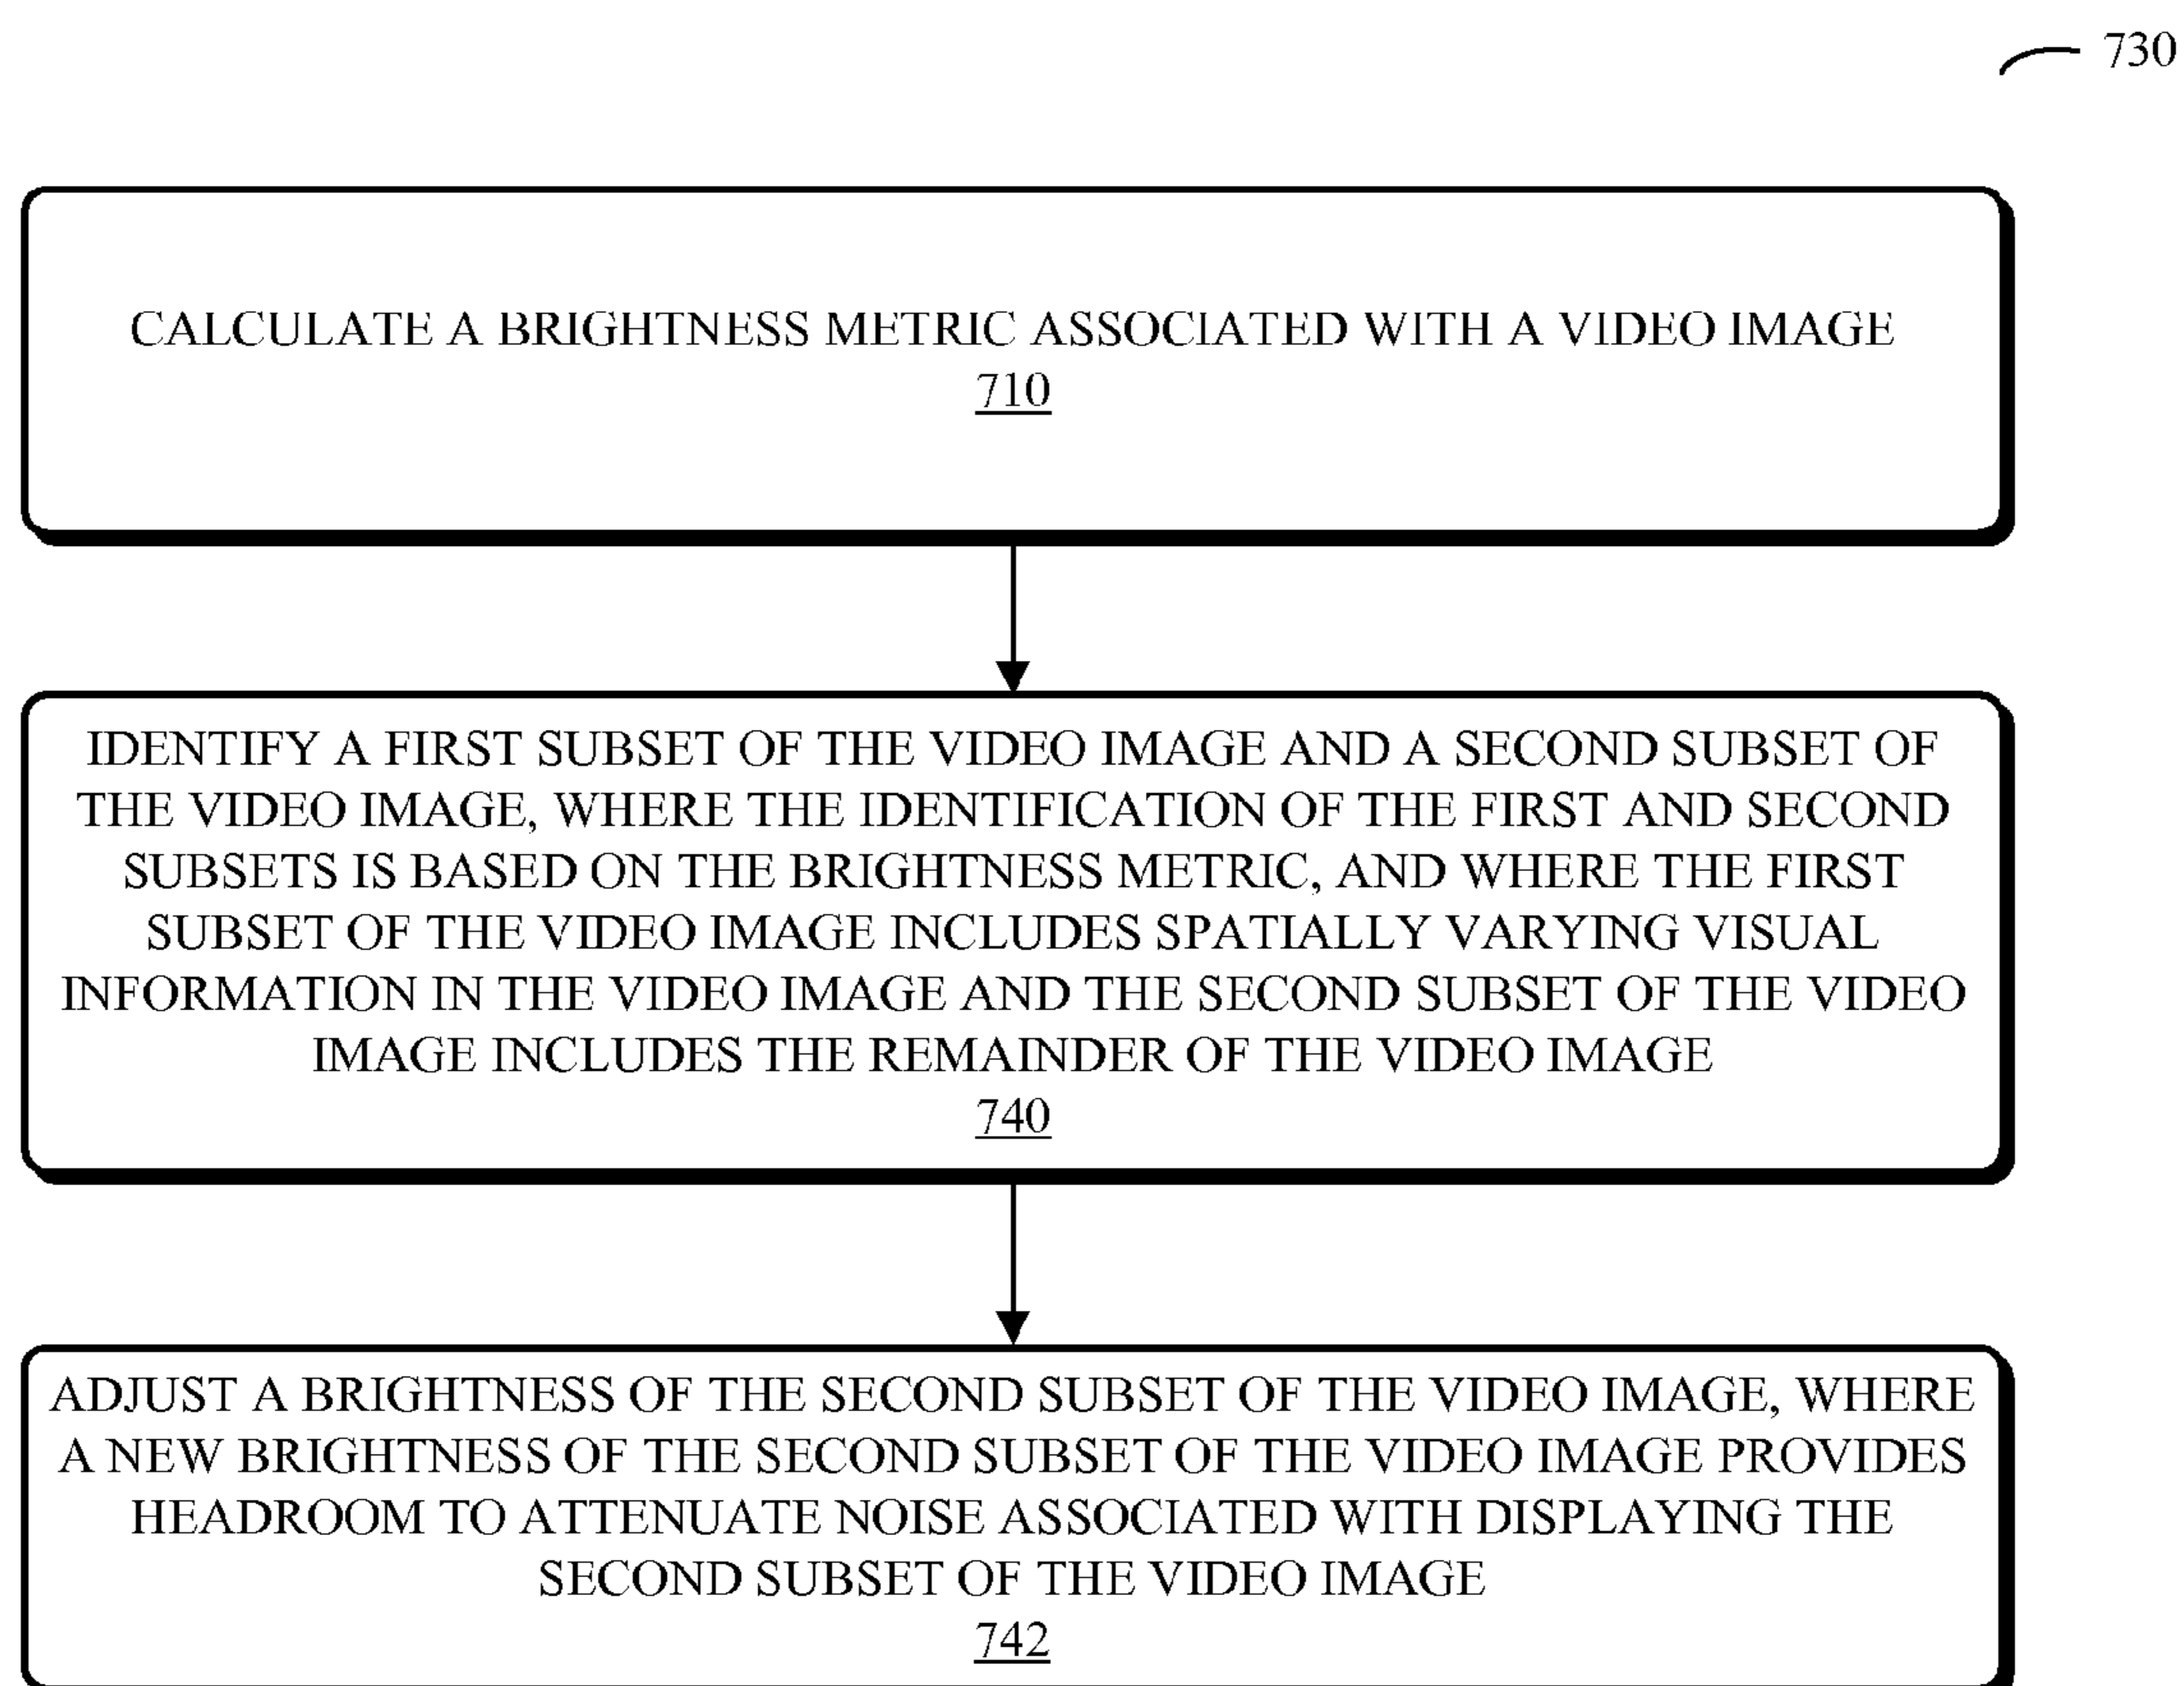 730
CALCULATE A BRIGHTNESS METRIC ASSOCIATED WITH A VIDEO IMAGE
710
IDENTIFY A FIRST SUBSET OF THE VIDEO IMAGE AND A SECOND SUBSET OF
THE VIDEO IMAGE, WHERE THE IDENTIFICATION OF THE FIRST AND SECOND
SUBSETS IS BASED ON THE BRIGHTNESS METRIC, AND WHERE THE FIRST
SUBSET OF THE VIDEO IMAGE INCLUDES SPATIALLY VARYING VISUAL
INFORMATION IN THE VIDEO IMAGE AND THE SECOND SUBSET OF THE VIDEO
IMAGE INCLUDES THE REMAINDER OF THE VIDEO IMAGE
740
ADJUST A BRIGHTNESS OF THE SECOND SUBSET OF THE VIDEO IMAGE, WHERE
A NEW BRIGHTNESS OF THE SECOND SUBSET OF THE VIDEO IMAGE PROVIDES
HEADROOM TO ATTENUATE NOISE ASSOCIATED WITH DISPLAYING THE
SECOND SUBSET OF THE VIDEO IMAGE
742